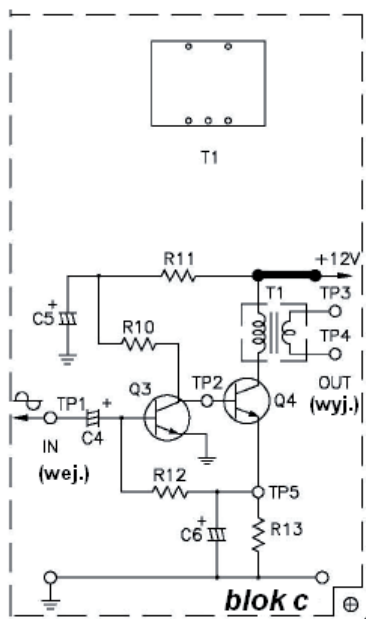 T1
R11
+12V
C5
+
R10
T1
TP3
TP4
Q3
TP2
Q4
OUT
(wyj.)
TP1
+
C4
IN
(wej.)
R12
TP5
C6
+
R13
blok c